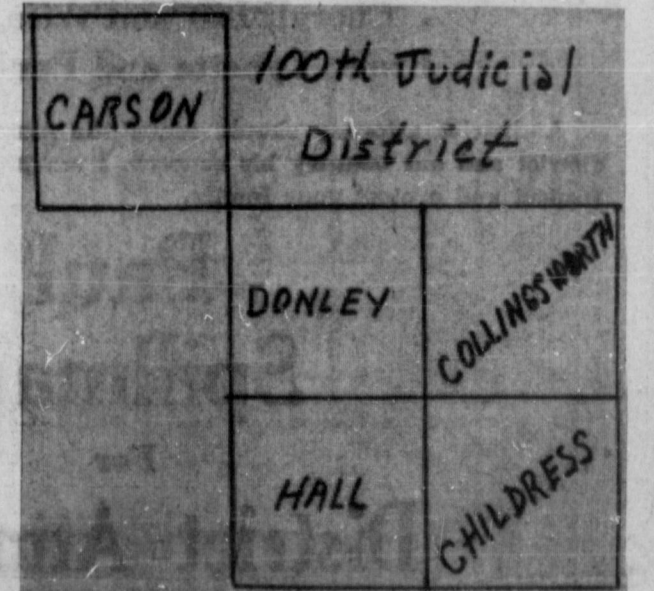 100th Judicial
District
CARSON
DONLEY
COLLINGSWORTH
HALL
CHILDRESS